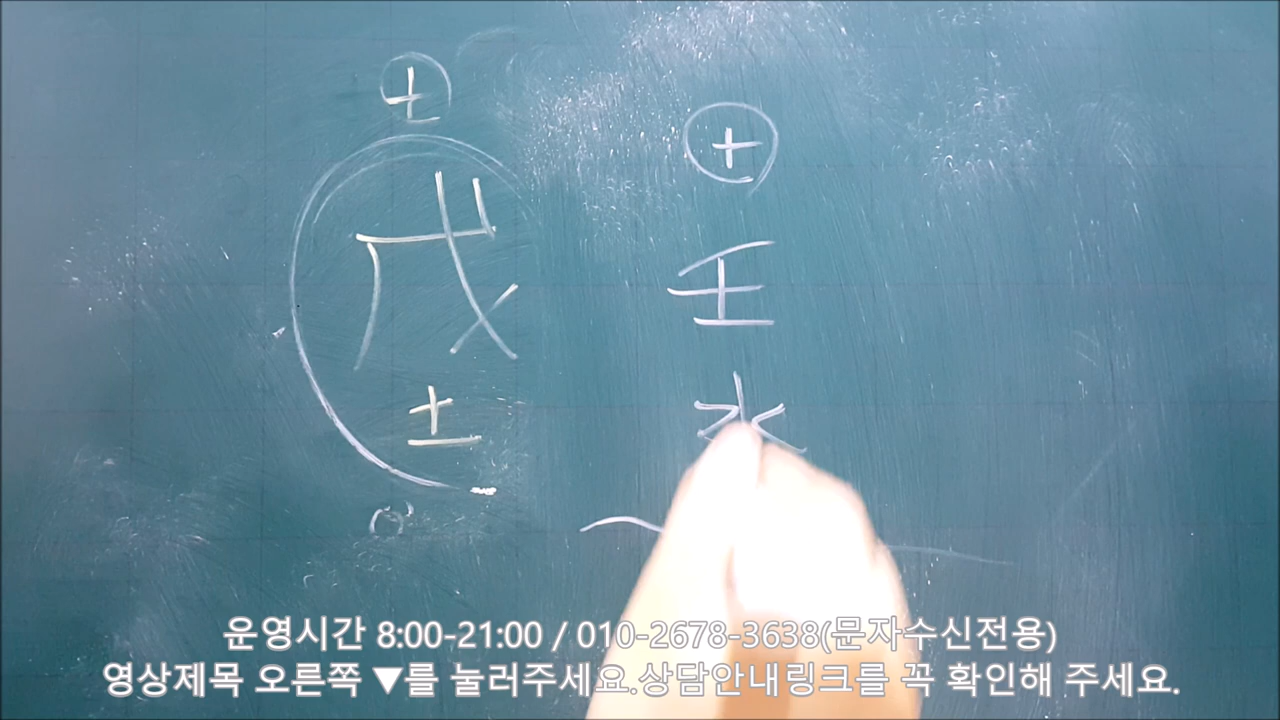 土
戊
土
+
壬
水
운영시간 8:00-21:00 / 010-2678-3638(문자수신전용)
영상제목 오른쪽 ▼를 눌러주세요.상담안내링크를 꼭 확인해 주세요.